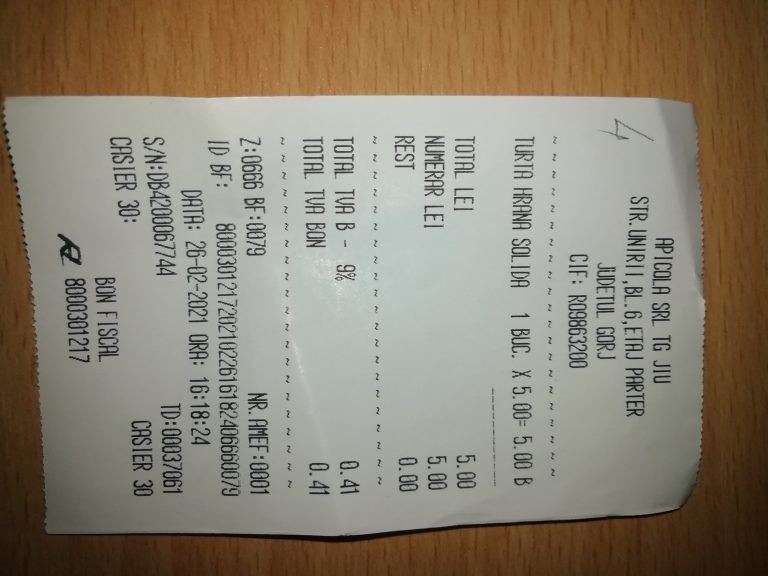 4
APICOLA SRL TG JIU
STR.UNIRII,BL.6,ETAJ PARTER
JUDETUL GORJ
CIF: RO9863200
~ ~ ~ ~ ~ ~ ~ ~ ~ ~ ~ ~ ~ ~ ~ ~ ~ ~ ~
TURTA HRANA SOLIDA 1 BUC. X 5.00= 5.00 B
----------
TOTAL LEI 5.00
NUMERAR LEI 5.00
REST 0.00
~ ~ ~ ~ ~ ~ ~ ~ ~ ~ ~ ~ ~ ~ ~ ~ ~ ~ ~
TOTAL TVA B - 9% 0.41
TOTAL TVA BON 0.41
~ ~ ~ ~ ~ ~ ~ ~ ~ ~ ~ ~ ~ ~ ~ ~ ~ ~ ~
Z:0666 BF:0079 NR.AMEF:0001
ID BF: 80003012172021022616182406660079
DATA: 26-02-2021 ORA: 16:18:24
S/N:DB4200067744 TD:00037061
CASIER 30: CASIER 30
BON FISCAL
8000301217